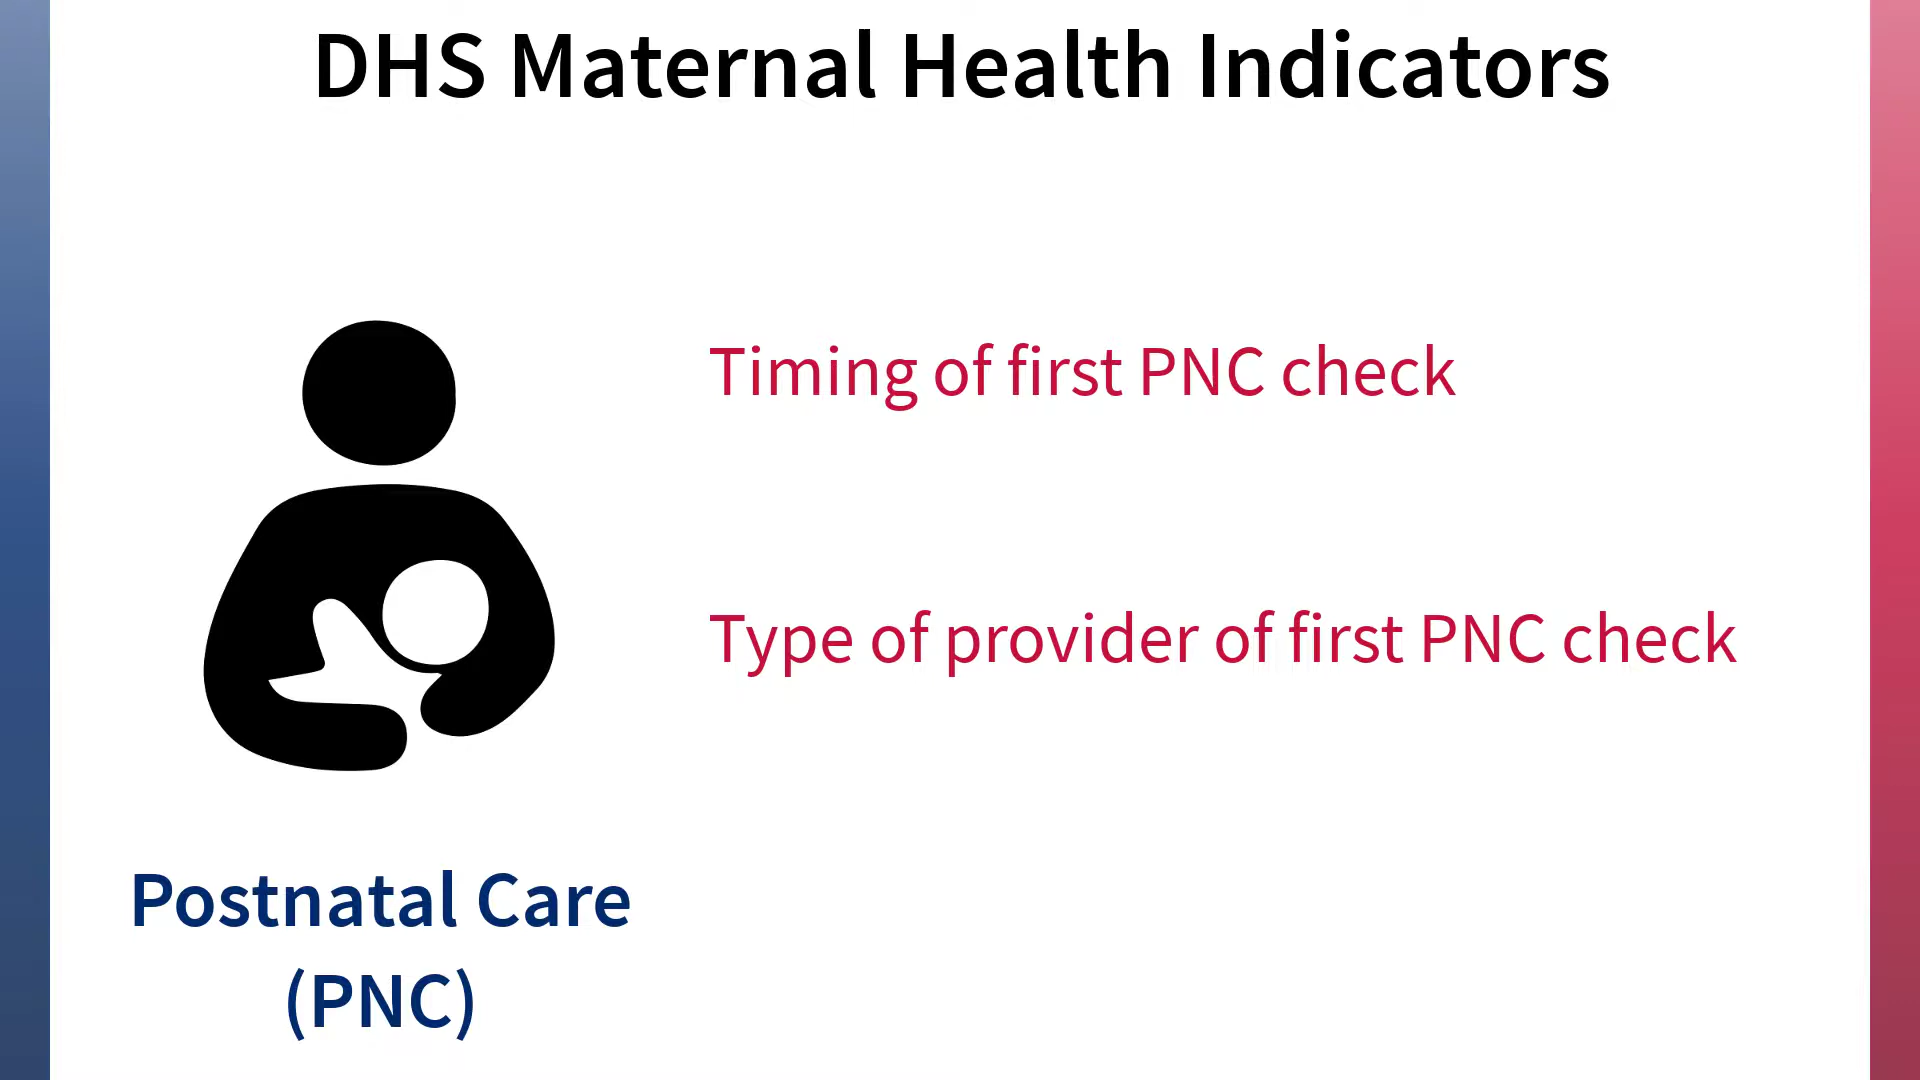 DHS Maternal Health Indicators
Timing of first PNC check
Type of provider of first PNC check
Postnatal Care
(PNC)